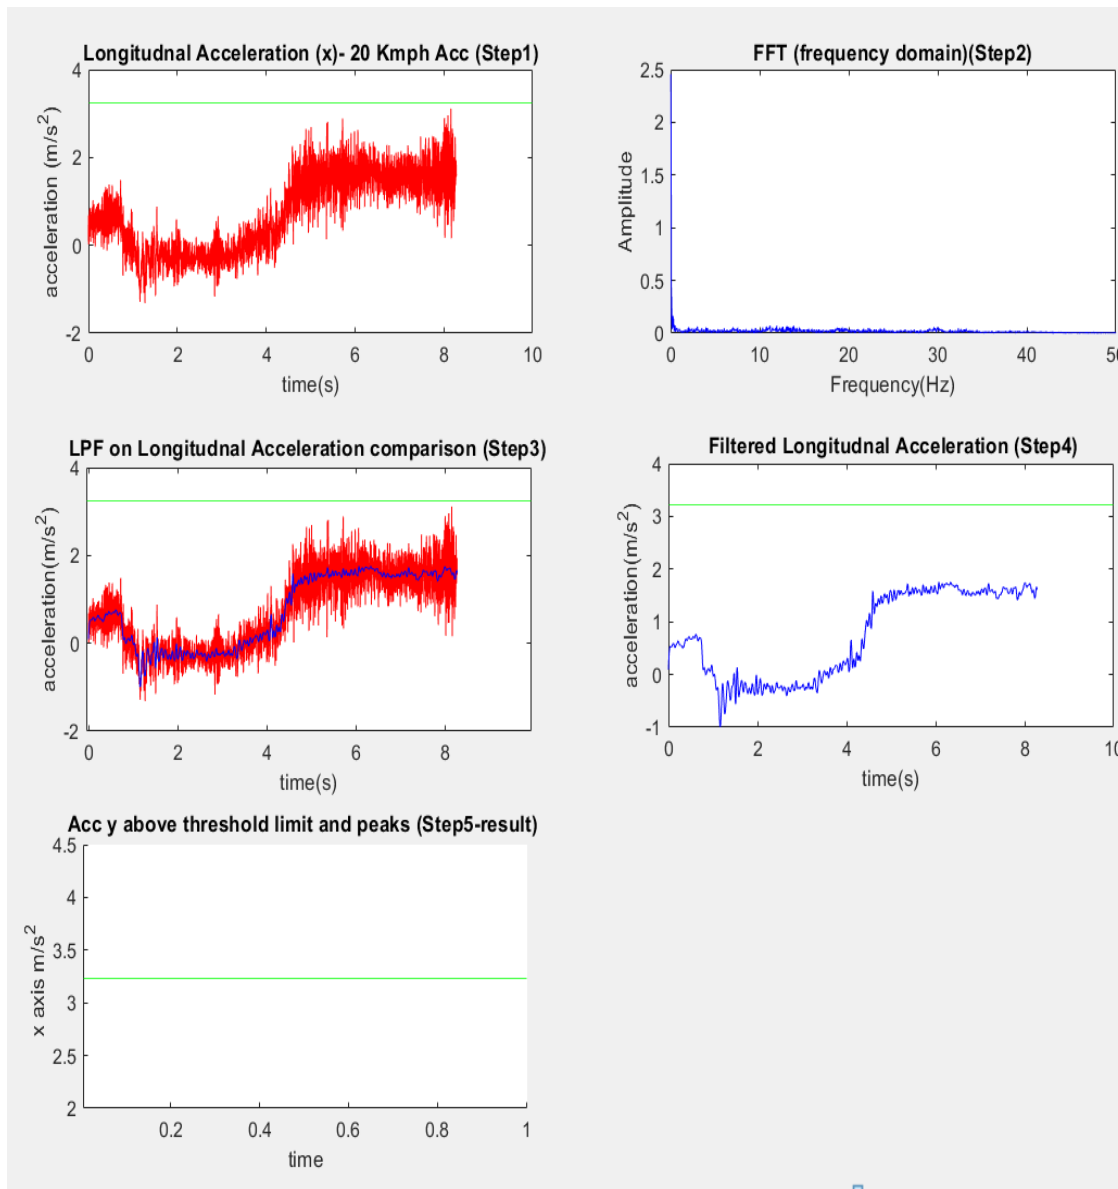 Longitudnal Acceleration (x)- 20 Kmph Acc (Step1)
4
2
0
-2
acceleration (m/s²)
0 2 4 6 8 10
time(s)
FFT (frequency domain)(Step2)
2.5
2
1.5
1
0.5
0
Amplitude
0 10 20 30 40 50
Frequency(Hz)
LPF on Longitudnal Acceleration comparison (Step3)
4
2
0
-2
acceleration(m/s²)
0 2 4 6 8
time(s)
Filtered Longitudnal Acceleration (Step4)
4
3
2
1
0
-1
acceleration(m/s²)
0 2 4 6 8 10
time(s)
Acc y above threshold limit and peaks (Step5-result)
4.5
4
3.5
3
2.5
2
x axis m/s²
0.2 0.4 0.6 0.8 1
time